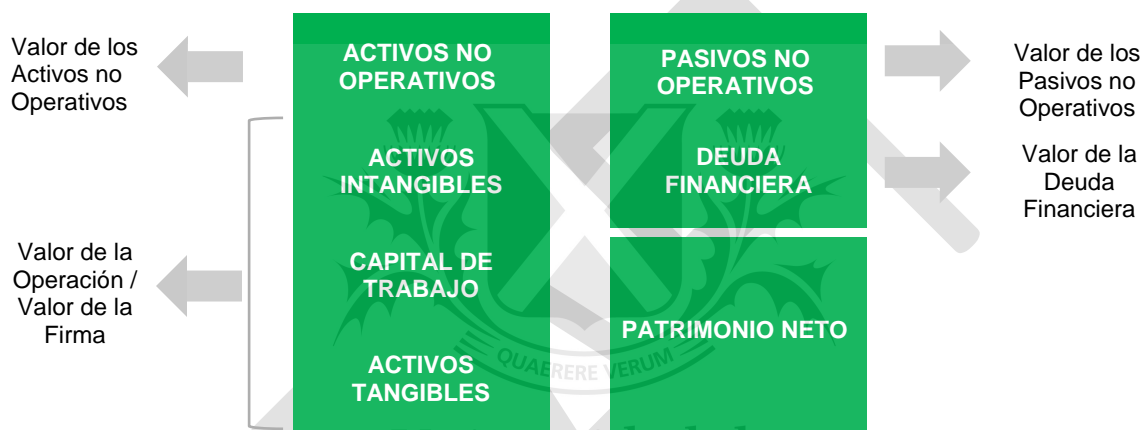 Valor de los
Activos no
Operativos
ACTIVOS NO
OPERATIVOS
PASIVOS NO
OPERATIVOS
Valor de los
Pasivos no
Operativos
ACTIVOS
INTANGIBLES
DEUDA
FINANCIERA
Valor de la
Deuda
Financiera
Valor de la
Operación /
Valor de la
Firma
CAPITAL DE
TRABAJO
PATRIMONIO NETO
ACTIVOS
TANGIBLES
QUAERERE VERUM